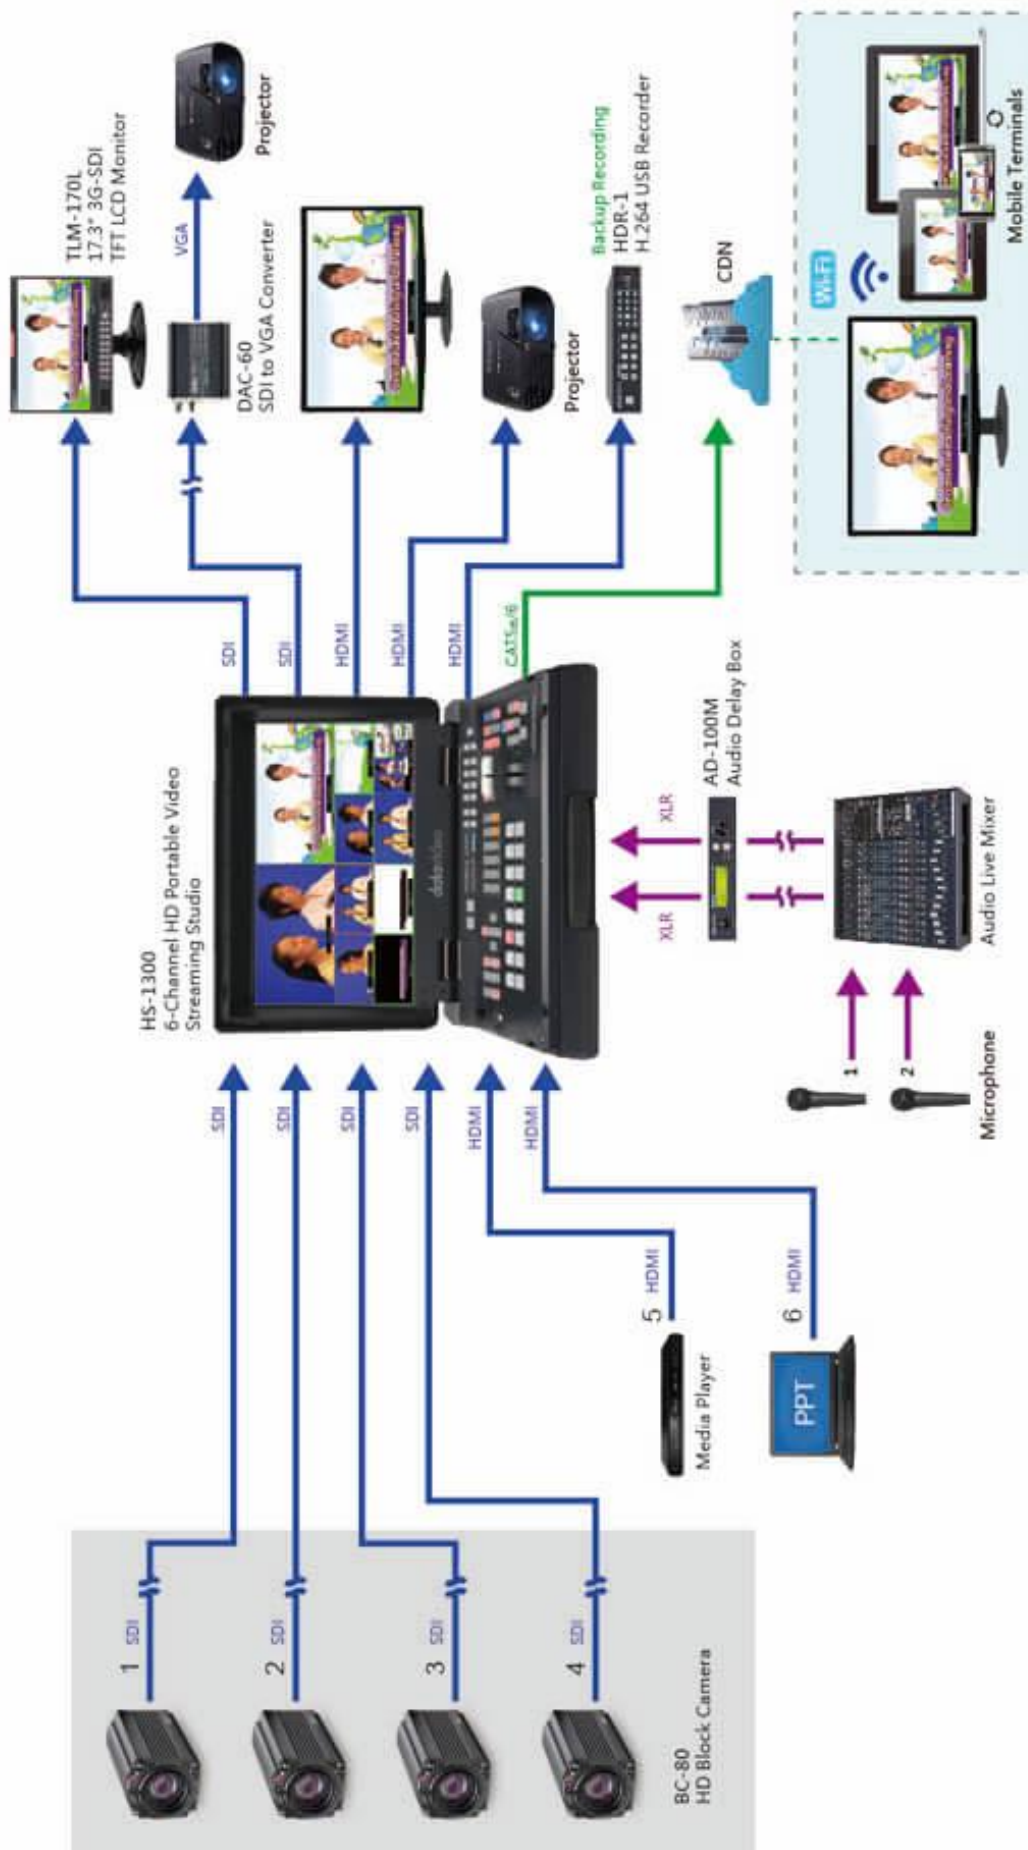 BC-80
HD Block Camera
1 SDI
2 SDI
3 SDI
4 SDI
Media Player
5 HDMI
PPT
6 HDMI
SDI
SDI
SDI
SDI
HDMI
HDMI
HS-1300
6-Channel HD Portable Video
Streaming Studio
datavideo
Microphone
1
2
Audio Live Mixer
XLR
XLR
AD-100M
Audio Delay Box
SDI
SDI
HDMI
HDMI
HDMI
CAT5e/6
TLM-170L
17.3" 3G-SDI
TFT LCD Monitor
DAC-60
SDI to VGA Converter
VGA
Projector
Projector
Backup Recording
HDR-1
H.264 USB Recorder
CDN
Wi-Fi
Mobile Terminals